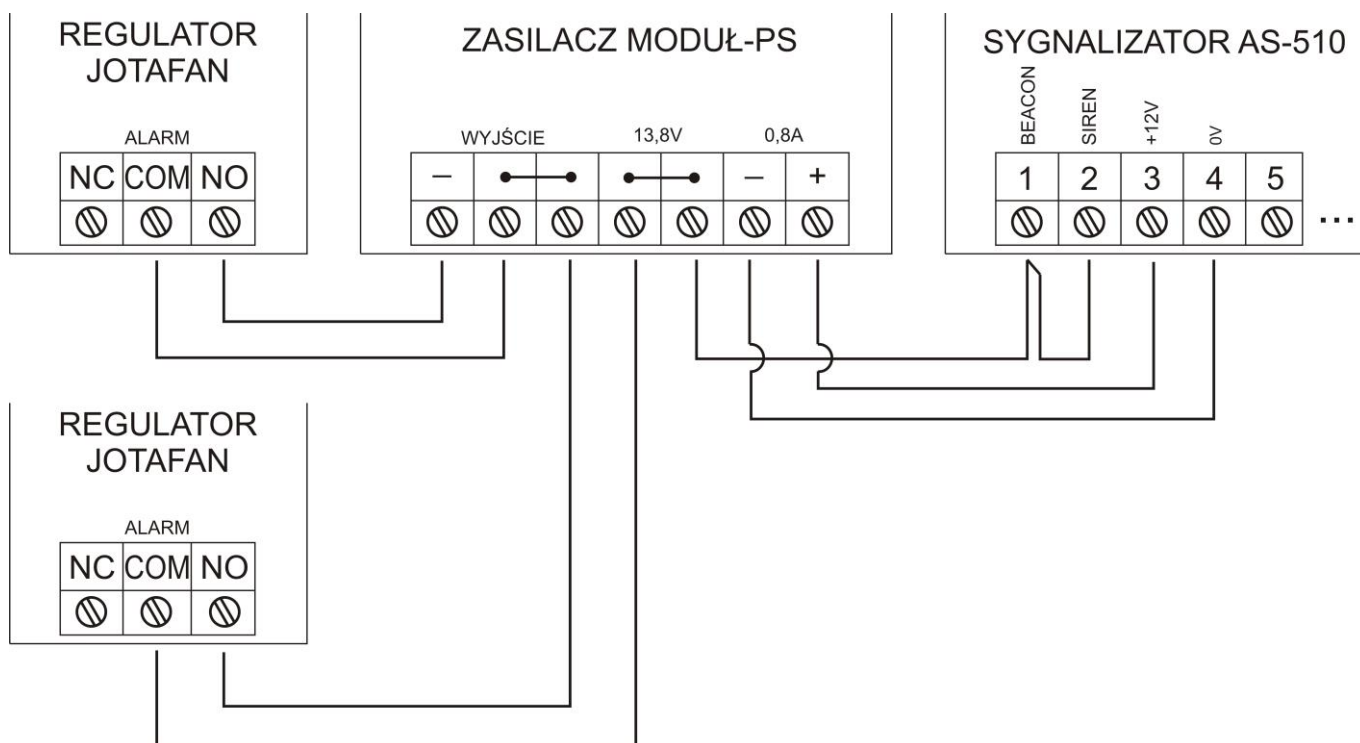 REGULATOR
JOTAFAN
ALARM
NC COM NO
ZASILACZ MODUŁ-PS
WYJŚCIE 13,8V 0,8A
– – +
SYGNALIZATOR AS-510
BEACON
SIREN
+12V
0V
1 2 3 4 5
...
REGULATOR
JOTAFAN
ALARM
NC COM NO